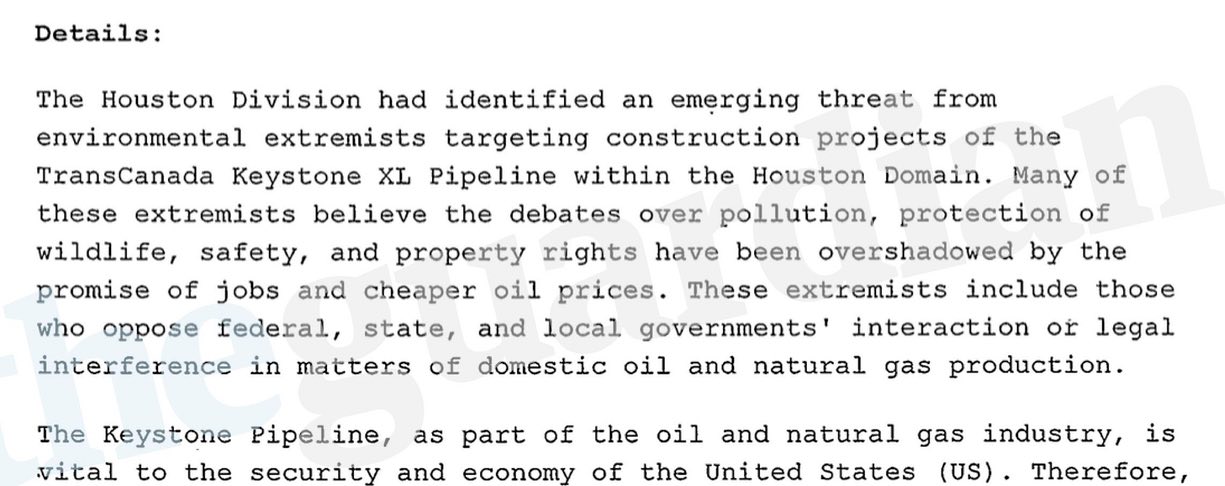 Details:
The Houston Division had identified an emerging threat from
environmental extremists targeting construction projects of the
TransCanada Keystone XL Pipeline within the Houston Domain. Many of
these extremists believe the debates over pollution, protection of
wildlife, safety, and property rights have been overshadowed by the
promise of jobs and cheaper oil prices. These extremists include those
who oppose federal, state, and local governments' interaction or legal
interference in matters of domestic oil and natural gas production.
The Keystone Pipeline, as part of the oil and natural gas industry, is
vital to the security and economy of the United States (US). Therefore,
theguardian